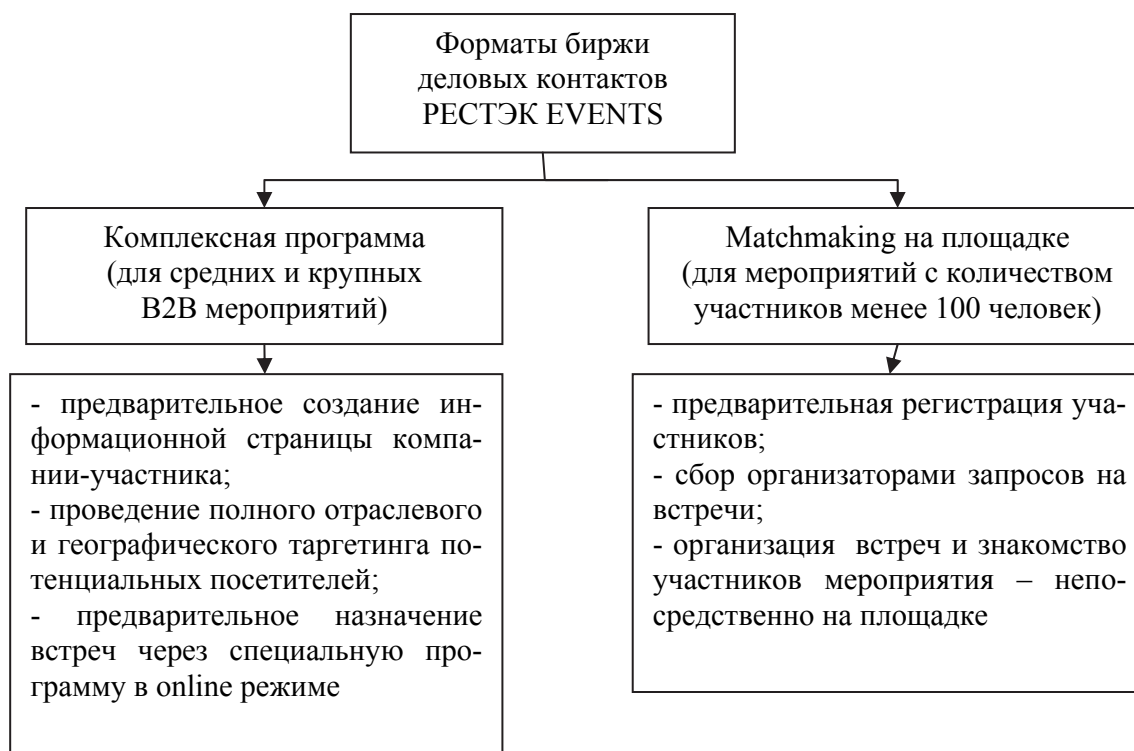 Форматы биржи
деловых контактов
РЕСТЭК EVENTS
Комплексная программа
(для средних и крупных
B2B мероприятий)
Matchmaking на площадке
(для мероприятий с количеством
участников менее 100 человек)
- предварительное создание ин-
формационной страницы компа-
нии-участника;
- проведение полного отраслевого
и географического таргетинга по-
тенциальных посетителей;
- предварительное назначение
встреч через специальную про-
грамму в online режиме
- предварительная регистрация уча-
стников;
- сбор организаторами запросов на
встречи;
- организация встреч и знакомство
участников мероприятия – непо-
средственно на площадке